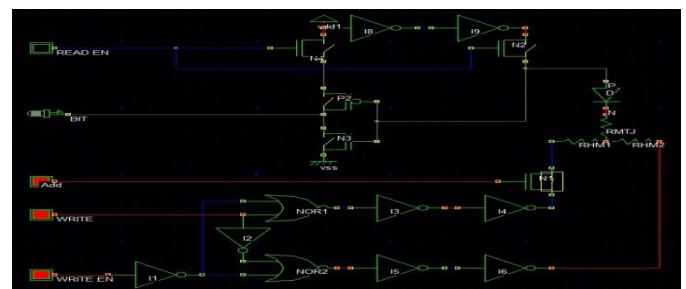 vdd1
I8
I9
N2
READ EN
P2
P
D
N
BIT
RMTJ
N3
RHM1
RHM2
vss
Add
N1
WRITE
NOR1
I3
I4
I2
WRITE EN
I1
NOR2
I5
I6